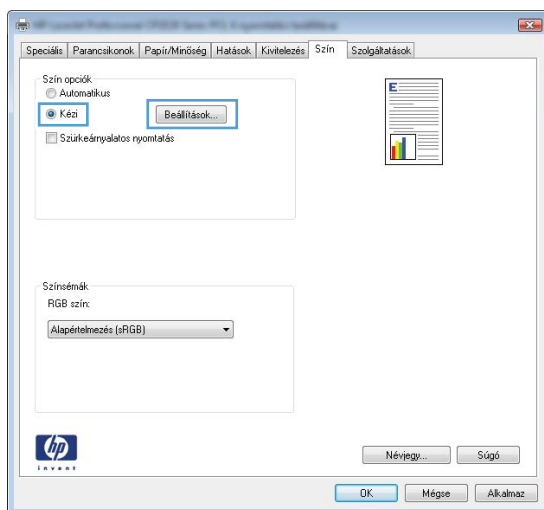 Speciális Parancsikonok Papír/Minőség Hatások Kivitelezés Szín Szolgáltatások
Szín opciók
Automatikus
Kézi Beállítások...
Szürkeárnyalatos nyomtatás
E
Színsémák
RGB szín:
Alapértelmezés (sRGB)
hp
invent
Névjegy... Súgó
OK Mégse Alkalmaz